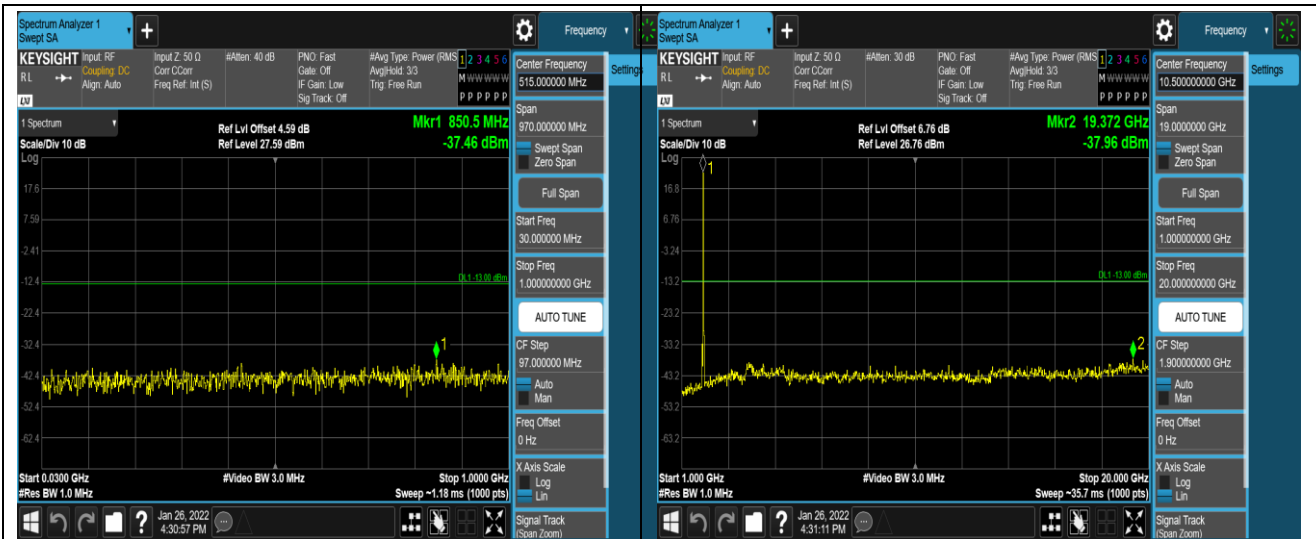 Spectrum Analyzer 1
Swept SA
+
Frequency
KEYSIGHT
Input: RF
Coupling: DC
Align: Auto
Input Z: 50 Ω
Corr CCorr
Freq Ref: Int (S)
#Atten: 40 dB
PNO: Fast
Gate: Off
IF Gain: Low
Sig Track: Off
#Avg Type: Power (RMS
Avg|Hold: 3/3
Trig: Free Run
1 2 3 4 5 6
M W W W W W
P P P P P P
RL
LXI
Center Frequency
515.000000 MHz
Settings
1 Spectrum
Scale/Div 10 dB
Log
Ref Lvl Offset 4.59 dB
Ref Level 27.59 dBm
Mkr1 850.5 MHz
-37.46 dBm
Span
970.000000 MHz
Swept Span
Zero Span
Full Span
Start Freq
30.000000 MHz
Stop Freq
1.000000000 GHz
AUTO TUNE
CF Step
97.000000 MHz
Auto
Man
Freq Offset
0 Hz
X Axis Scale
Log
Lin
Signal Track
(Span Zoom)
17.6
7.59
-2.41
-12.4
-22.4
-32.4
-42.4
-52.4
-62.4
DL1 -13.00 dBm
1
Start 0.0300 GHz
#Res BW 1.0 MHz
#Video BW 3.0 MHz
Stop 1.0000 GHz
Sweep ~1.18 ms (1000 pts)
?
Jan 26, 2022
4:30:57 PM
Spectrum Analyzer 1
Swept SA
+
Frequency
KEYSIGHT
Input: RF
Coupling: DC
Align: Auto
Input Z: 50 Ω
Corr CCorr
Freq Ref: Int (S)
#Atten: 30 dB
PNO: Fast
Gate: Off
IF Gain: Low
Sig Track: Off
#Avg Type: Power (RMS
Avg|Hold: 3/3
Trig: Free Run
1 2 3 4 5 6
M W W W W W
P P P P P P
RL
LXI
Center Frequency
10.500000000 GHz
Settings
1 Spectrum
Scale/Div 10 dB
Log
Ref Lvl Offset 6.76 dB
Ref Level 26.76 dBm
Mkr2 19.372 GHz
-37.96 dBm
Span
19.0000000 GHz
Swept Span
Zero Span
Full Span
Start Freq
1.000000000 GHz
Stop Freq
20.000000000 GHz
AUTO TUNE
CF Step
1.900000000 GHz
Auto
Man
Freq Offset
0 Hz
X Axis Scale
Log
Lin
Signal Track
(Span Zoom)
16.8
6.76
-3.24
-13.2
-23.2
-33.2
-43.2
-53.2
-63.2
DL1 -13.00 dBm
1
2
Start 1.000 GHz
#Res BW 1.0 MHz
#Video BW 3.0 MHz
Stop 20.000 GHz
Sweep ~35.7 ms (1000 pts)
?
Jan 26, 2022
4:31:11 PM